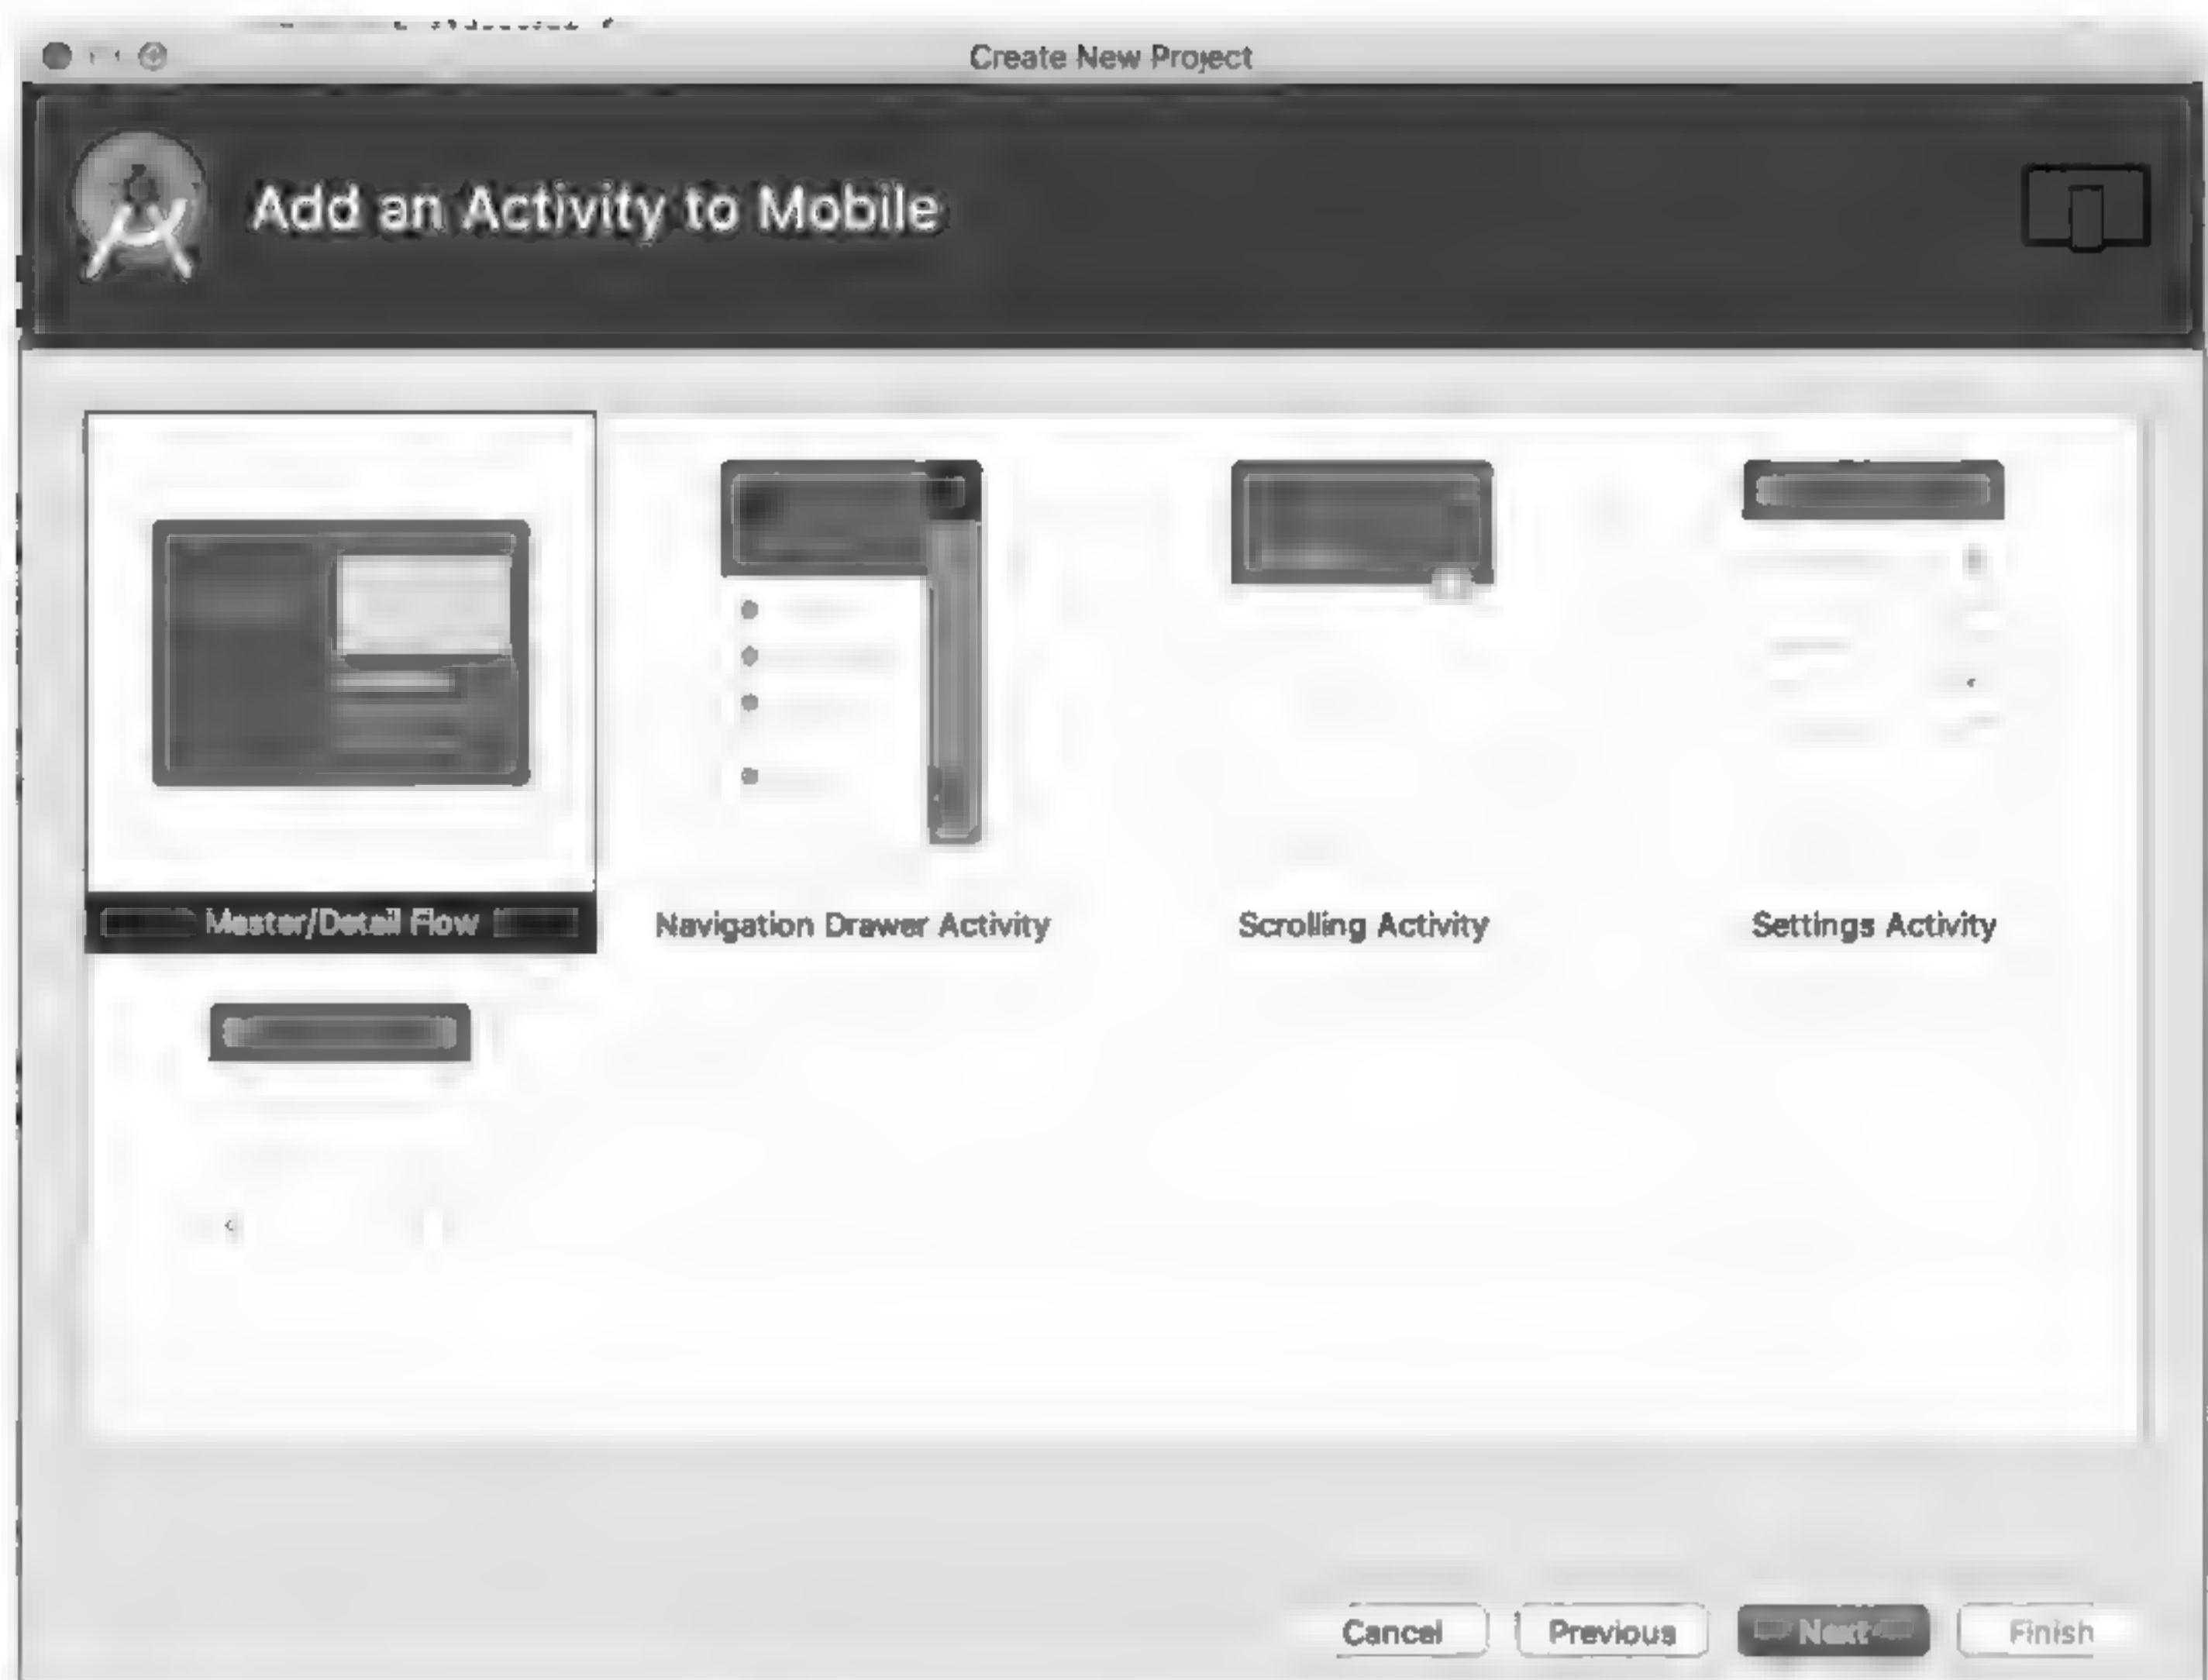 Create New Project
Add an Activity to Mobile
Master/Detail Flow
Navigation Drawer Activity
Scrolling Activity
Settings Activity
Cancel
Previous
Next
Finish